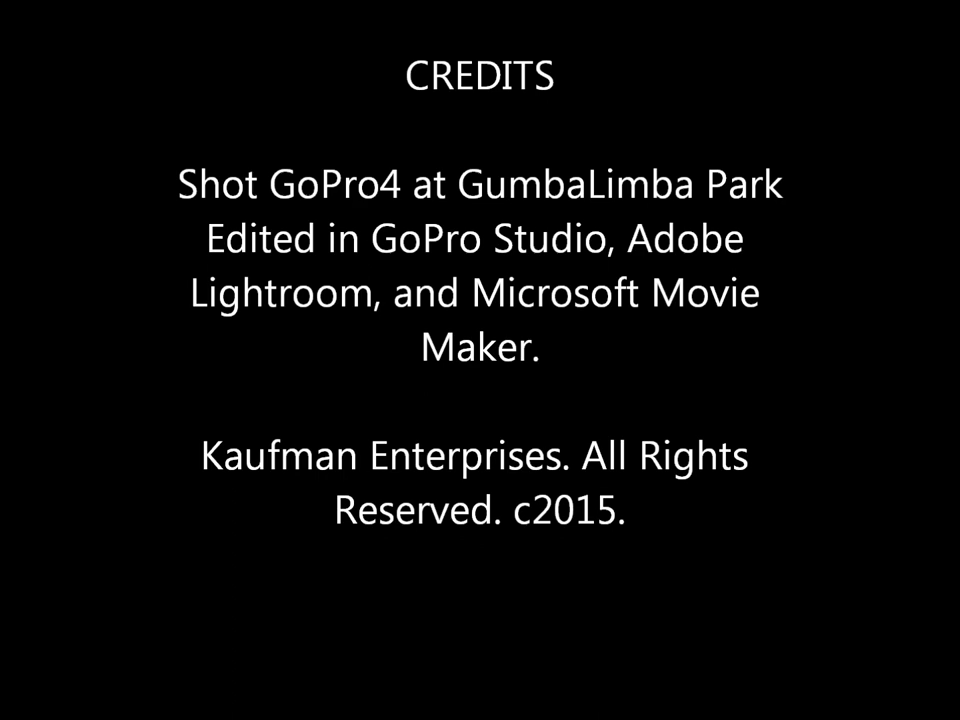 CREDITS
Shot GoPro4 at GumbaLimba Park
Edited in GoPro Studio, Adobe
Lightroom, and Microsoft Movie
Maker.
Kaufman Enterprises. All Rights
Reserved. c2015.